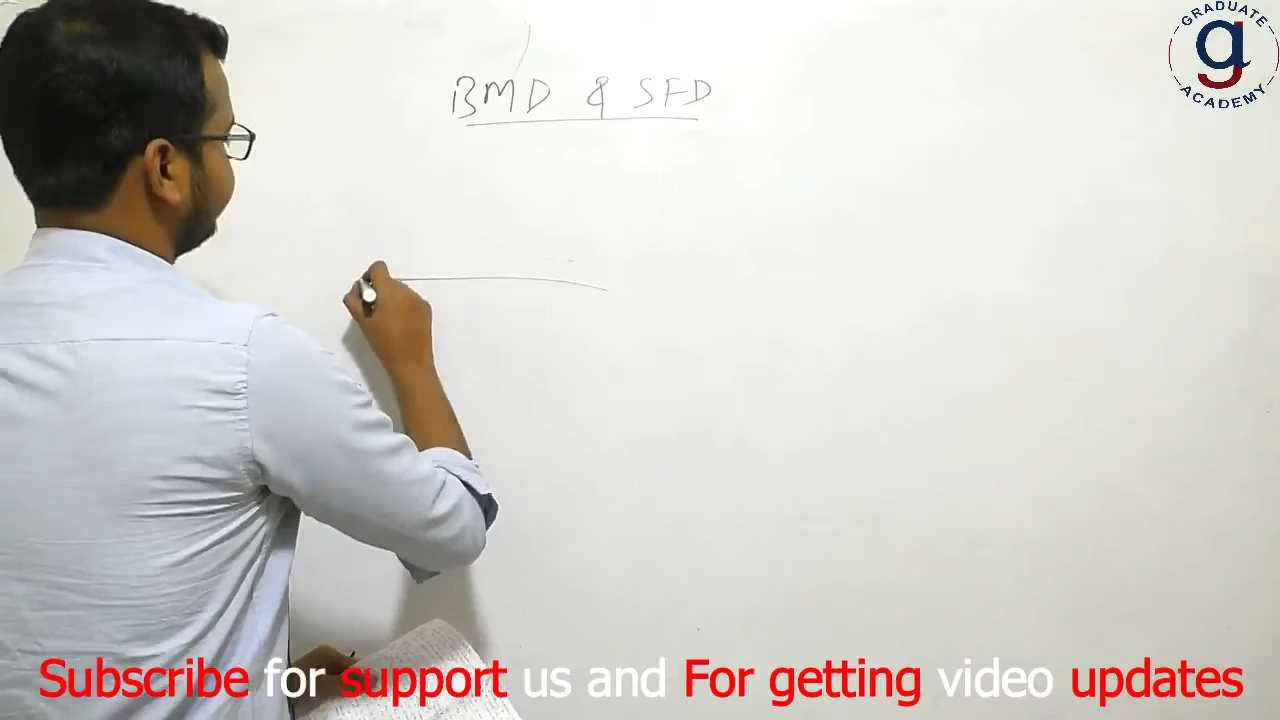 GRADUATE
a
ACADEMY
BMD & SFD
Subscribe for support us and For getting video updates